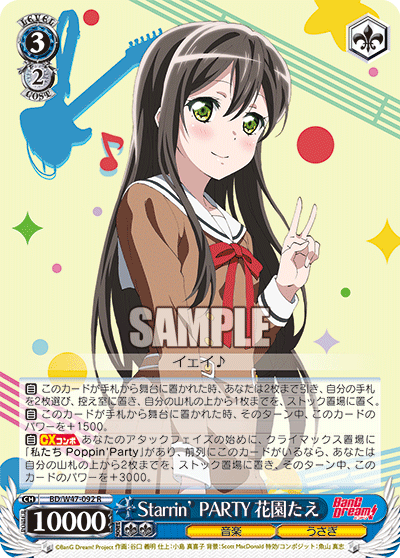 LEVEL
3
2
COST
SAMPLE
イェイ♪
自 このカードが手札から舞台に置かれた時、あなたは2枚まで引き、自分の手札
を2枚選び、控え室に置き、自分の山札の上から1枚までを、ストック置場に置く。
自 このカードが手札から舞台に置かれた時、そのターン中、このカード
のパワーを+1500。
自 CXコンボ あなたのアタックフェイズの始めに、クライマックス置場に
「私たち Poppin'Party」があり、前列にこのカードがいるなら、あなたは
自分の山札の上から2枚までを、ストック置場に置き、そのターン中、こ
のカードのパワーを+3000。
CH BD/W47-092 R
10000
Starrin' PARTY 花園たえ
BanG Dream!
音楽
うさぎ